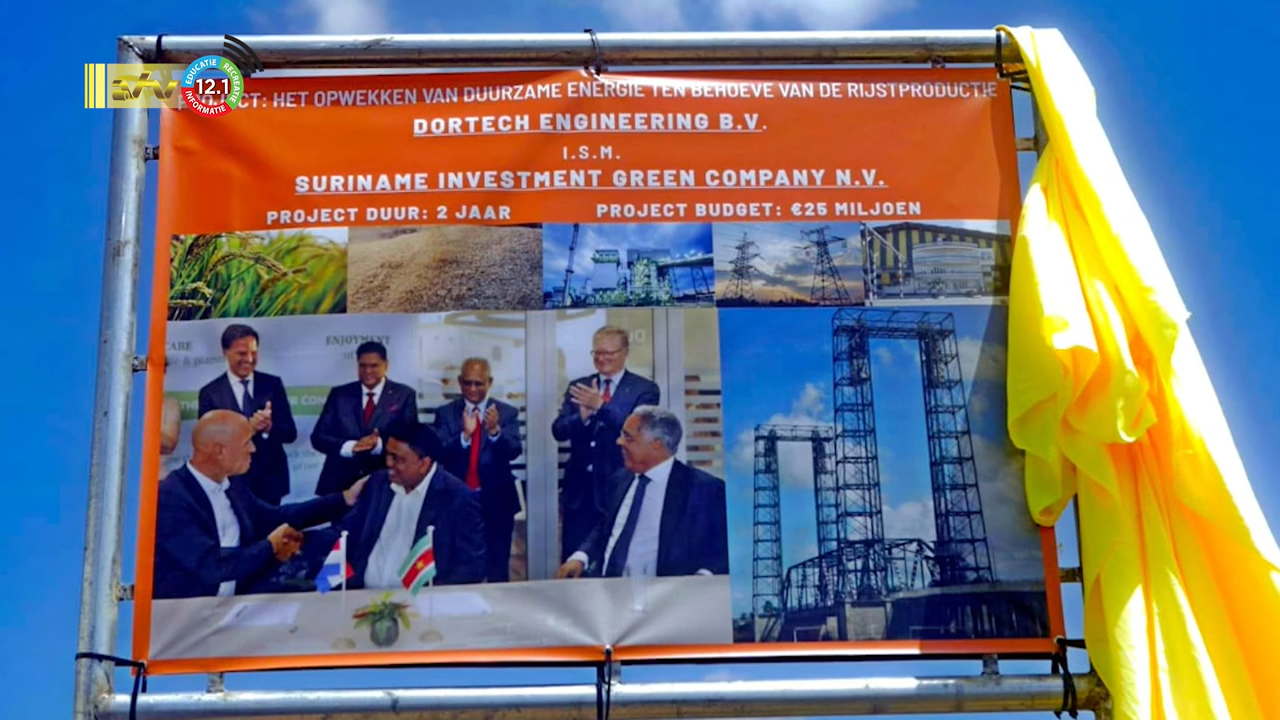 STV
EDUCATIE RECREATIE
12.1
INFORMATIE
PROJECT: HET OPWEKKEN VAN DUURZAME ENERGIE TEN BEHOEVE VAN DE RIJSTPRODUCTIE
DORTECH ENGINEERING B.V.
I.S.M.
SURINAME INVESTMENT GREEN COMPANY N.V.
PROJECT DUUR: 2 JAAR PROJECT BUDGET: €25 MILJOEN
CARE
ENJOYMENT